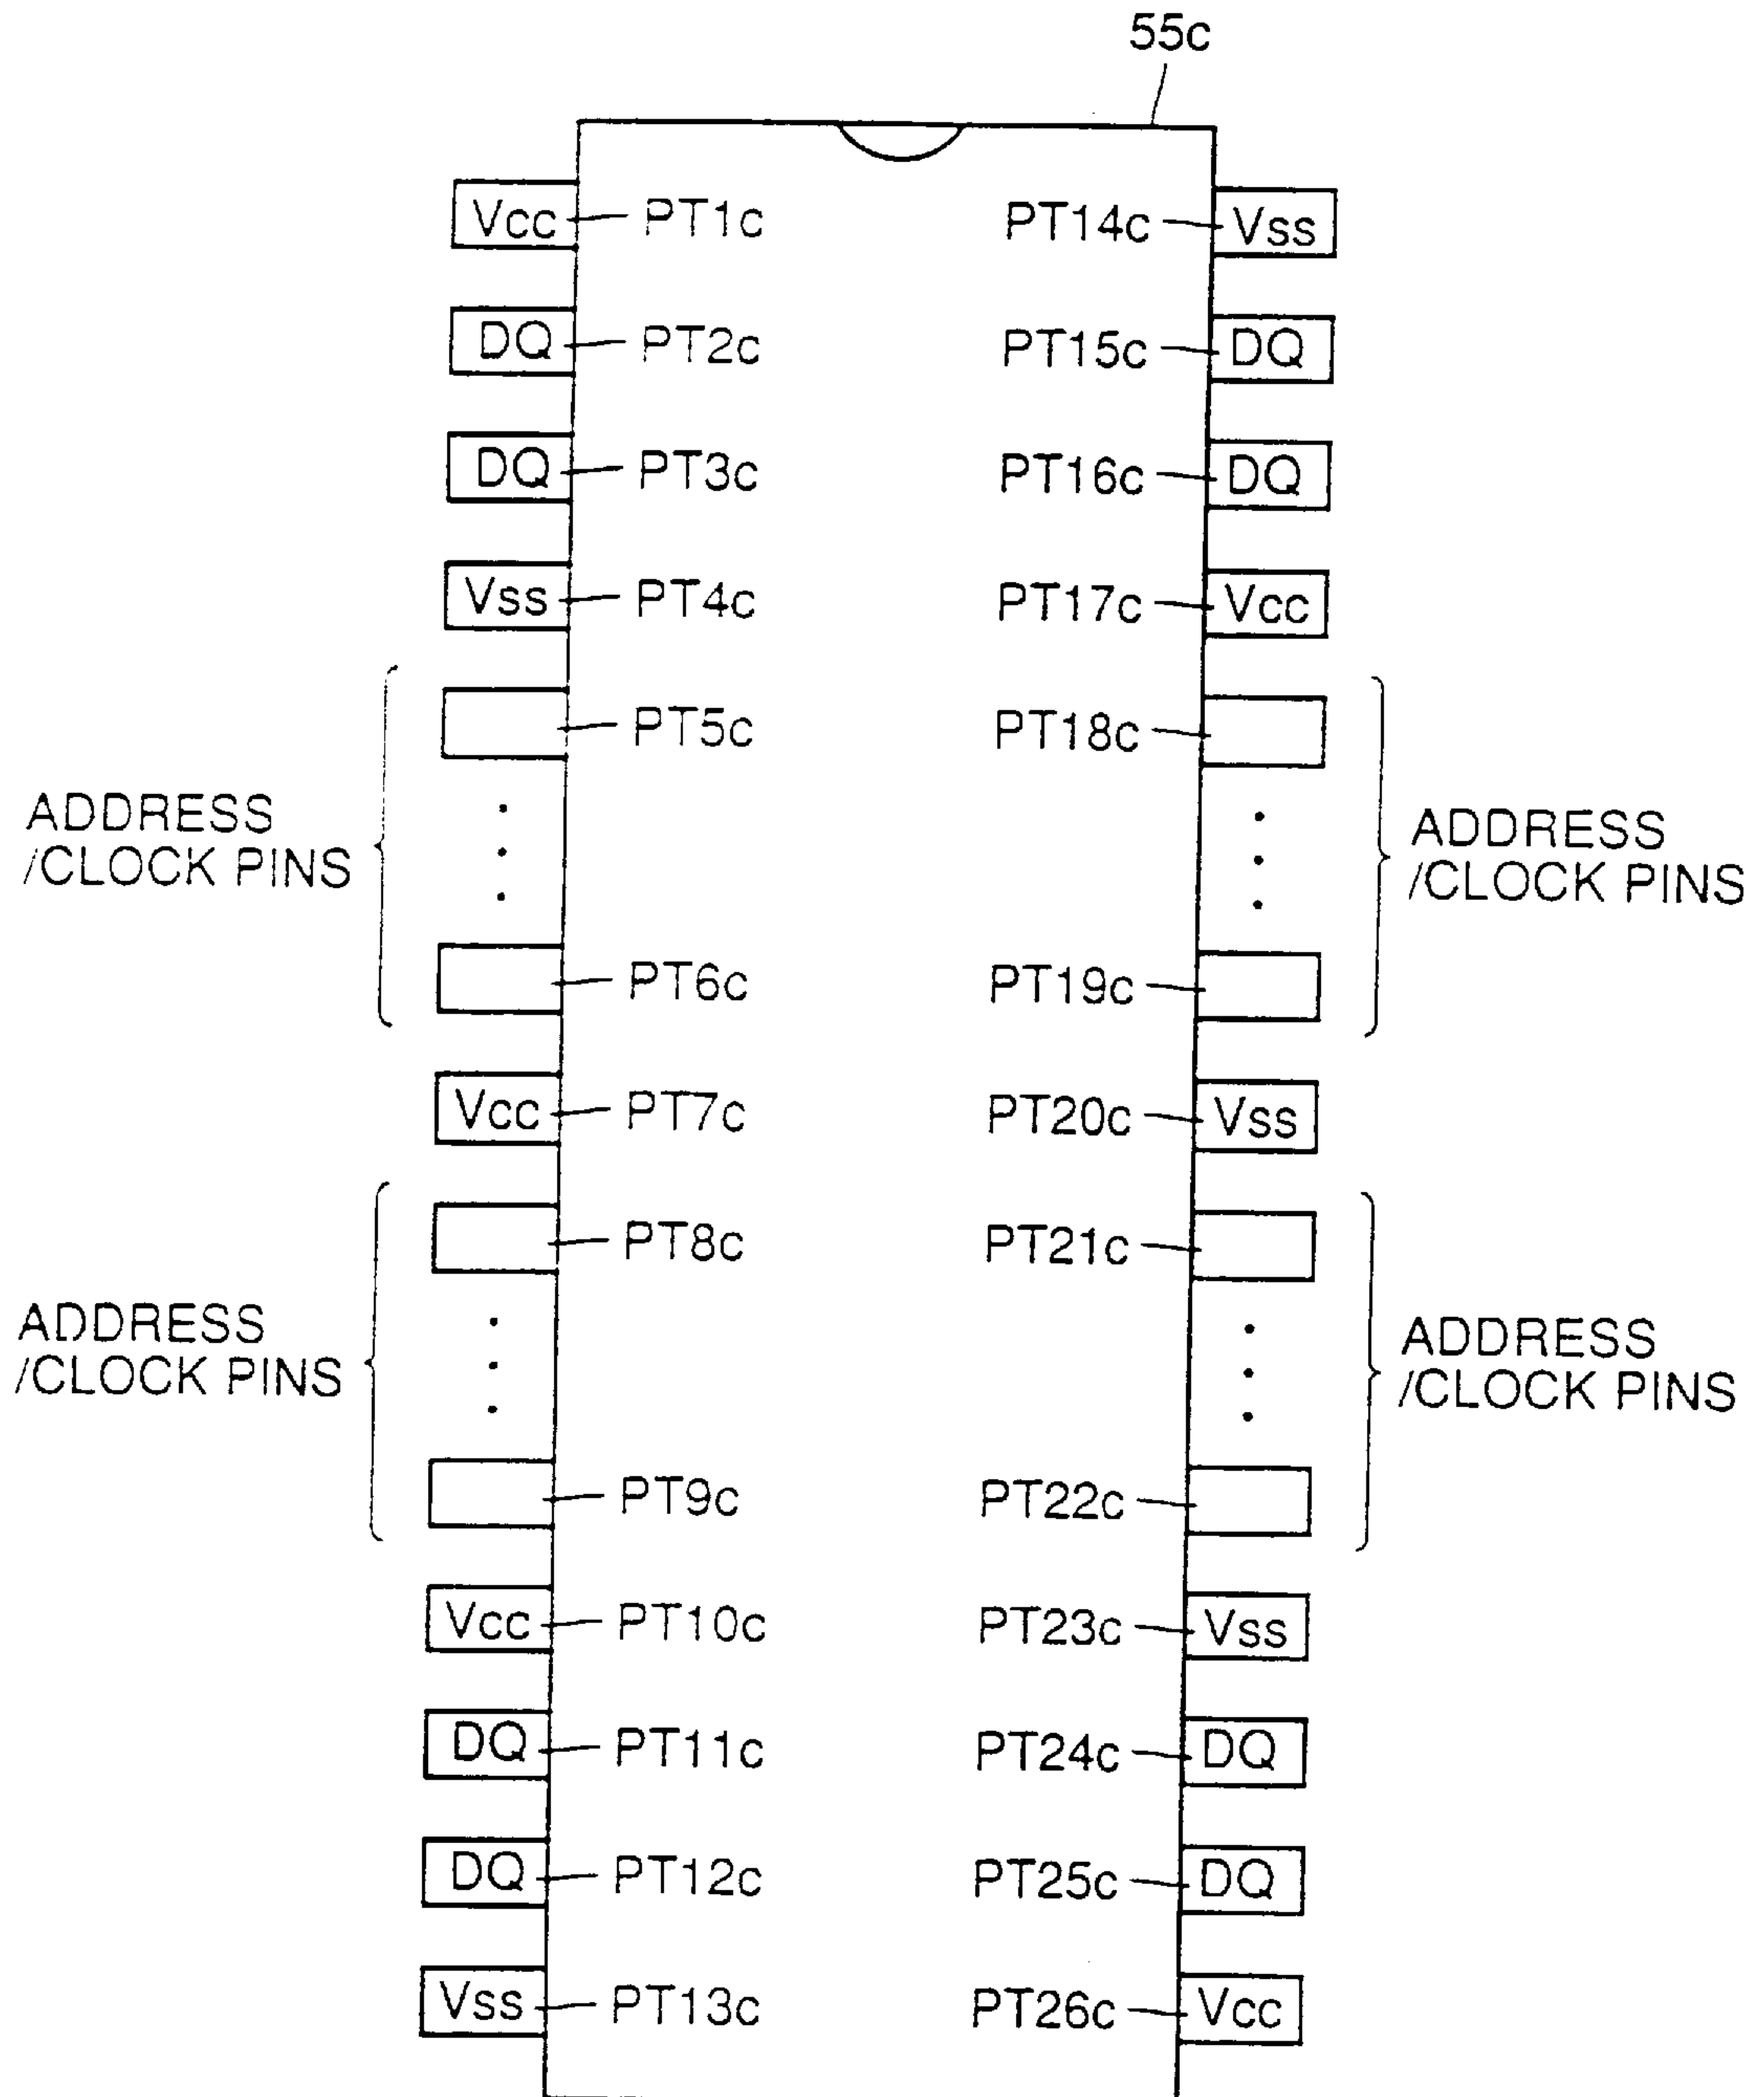 55c
Vcc PT1c PT14c Vss
DQ PT2c PT15c DQ
DQ PT3c PT16c DQ
Vss PT4c PT17c Vcc
PT5c PT18c
ADDRESS
/CLOCK PINS
ADDRESS
/CLOCK PINS
PT6c PT19c
Vcc PT7c PT20c Vss
PT8c PT21c
ADDRESS
/CLOCK PINS
ADDRESS
/CLOCK PINS
PT9c PT22c
Vcc PT10c PT23c Vss
DQ PT11c PT24c DQ
DQ PT12c PT25c DQ
Vss PT13c PT26c Vcc